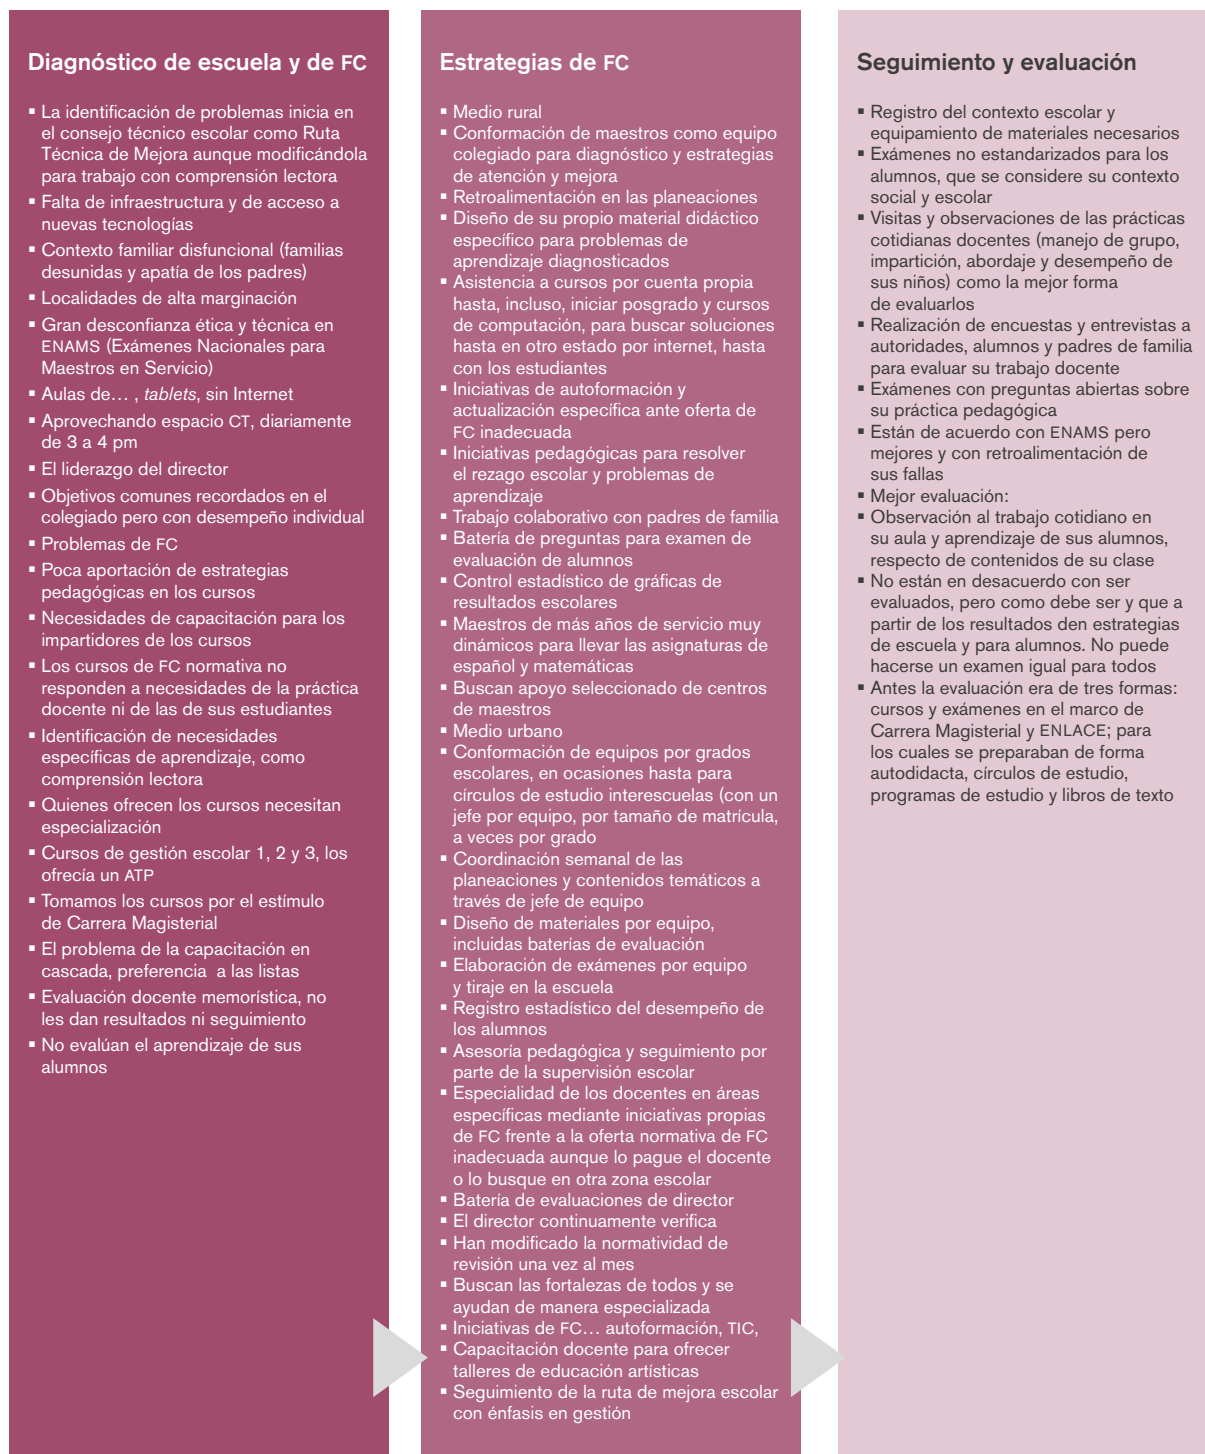 Diagnóstico de escuela y de FC
▪ La identificación de problemas inicia en
el consejo técnico escolar como Ruta
Técnica de Mejora aunque modificándola
para trabajo con comprensión lectora
▪ Falta de infraestructura y de acceso a
nuevas tecnologías
▪ Contexto familiar disfuncional (familias
desunidas y apatía de los padres)
▪ Localidades de alta marginación
▪ Gran desconfianza ética y técnica en
ENAMS (Exámenes Nacionales para
Maestros en Servicio)
▪ Aulas de… , tablets, sin Internet
▪ Aprovechando espacio CT, diariamente
de 3 a 4 pm
▪ El liderazgo del director
▪ Objetivos comunes recordados en el
colegiado pero con desempeño individual
▪ Problemas de FC
▪ Poca aportación de estrategias
pedagógicas en los cursos
▪ Necesidades de capacitación para los
impartidores de los cursos
▪ Los cursos de FC normativa no
responden a necesidades de la práctica
docente ni de las de sus estudiantes
▪ Identificación de necesidades
específicas de aprendizaje, como
comprensión lectora
▪ Quienes ofrecen los cursos necesitan
especialización
▪ Cursos de gestión escolar 1, 2 y 3, los
ofrecía un ATP
▪ Tomamos los cursos por el estímulo
de Carrera Magisterial
▪ El problema de la capacitación en
cascada, preferencia a las listas
▪ Evaluación docente memorística, no
les dan resultados ni seguimiento
▪ No evalúan el aprendizaje de sus
alumnos
Estrategias de FC
▪ Medio rural
▪ Conformación de maestros como equipo
colegiado para diagnóstico y estrategias
de atención y mejora
▪ Retroalimentación en las planeaciones
▪ Diseño de su propio material didáctico
específico para problemas de
aprendizaje diagnosticados
▪ Asistencia a cursos por cuenta propia
hasta, incluso, iniciar posgrado y cursos
de computación, para buscar soluciones
hasta en otro estado por internet, hasta
con los estudiantes
▪ Iniciativas de autoformación y
actualización específica ante oferta de
FC inadecuada
▪ Iniciativas pedagógicas para resolver
el rezago escolar y problemas de
aprendizaje
▪ Trabajo colaborativo con padres de familia
▪ Batería de preguntas para examen de
evaluación de alumnos
▪ Control estadístico de gráficas de
resultados escolares
▪ Maestros de más años de servicio muy
dinámicos para llevar las asignaturas de
español y matemáticas
▪ Buscan apoyo seleccionado de centros
de maestros
▪ Medio urbano
▪ Conformación de equipos por grados
escolares, en ocasiones hasta para
círculos de estudio interescuelas (con un
jefe por equipo, por tamaño de matrícula,
a veces por grado
▪ Coordinación semanal de las
planeaciones y contenidos temáticos a
través de jefe de equipo
▪ Diseño de materiales por equipo,
incluidas baterías de evaluación
▪ Elaboración de exámenes por equipo
y tiraje en la escuela
▪ Registro estadístico del desempeño de
los alumnos
▪ Asesoría pedagógica y seguimiento por
parte de la supervisión escolar
▪ Especialidad de los docentes en áreas
específicas mediante iniciativas propias
de FC frente a la oferta normativa de FC
inadecuada aunque lo pague el docente
o lo busque en otra zona escolar
▪ Batería de evaluaciones de director
▪ El director continuamente verifica
▪ Han modificado la normatividad de
revisión una vez al mes
▪ Buscan las fortalezas de todos y se
ayudan de manera especializada
▪ Iniciativas de FC… autoformación, TIC,
▪ Capacitación docente para ofrecer
talleres de educación artísticas
▪ Seguimiento de la ruta de mejora escolar
con énfasis en gestión
Seguimiento y evaluación
▪ Registro del contexto escolar y
equipamiento de materiales necesarios
▪ Exámenes no estandarizados para los
alumnos, que se considere su contexto
social y escolar
▪ Visitas y observaciones de las prácticas
cotidianas docentes (manejo de grupo,
impartición, abordaje y desempeño de
sus niños) como la mejor forma
de evaluarlos
▪ Realización de encuestas y entrevistas a
autoridades, alumnos y padres de familia
para evaluar su trabajo docente
▪ Exámenes con preguntas abiertas sobre
su práctica pedagógica
▪ Están de acuerdo con ENAMS pero
mejores y con retroalimentación de
sus fallas
▪ Mejor evaluación:
▪ Observación al trabajo cotidiano en
su aula y aprendizaje de sus alumnos,
respecto de contenidos de su clase
▪ No están en desacuerdo con ser
evaluados, pero como debe ser y que a
partir de los resultados den estrategias
de escuela y para alumnos. No puede
hacerse un examen igual para todos
▪ Antes la evaluación era de tres formas:
cursos y exámenes en el marco de
Carrera Magisterial y ENLACE; para
los cuales se preparaban de forma
autodidacta, círculos de estudio,
programas de estudio y libros de texto